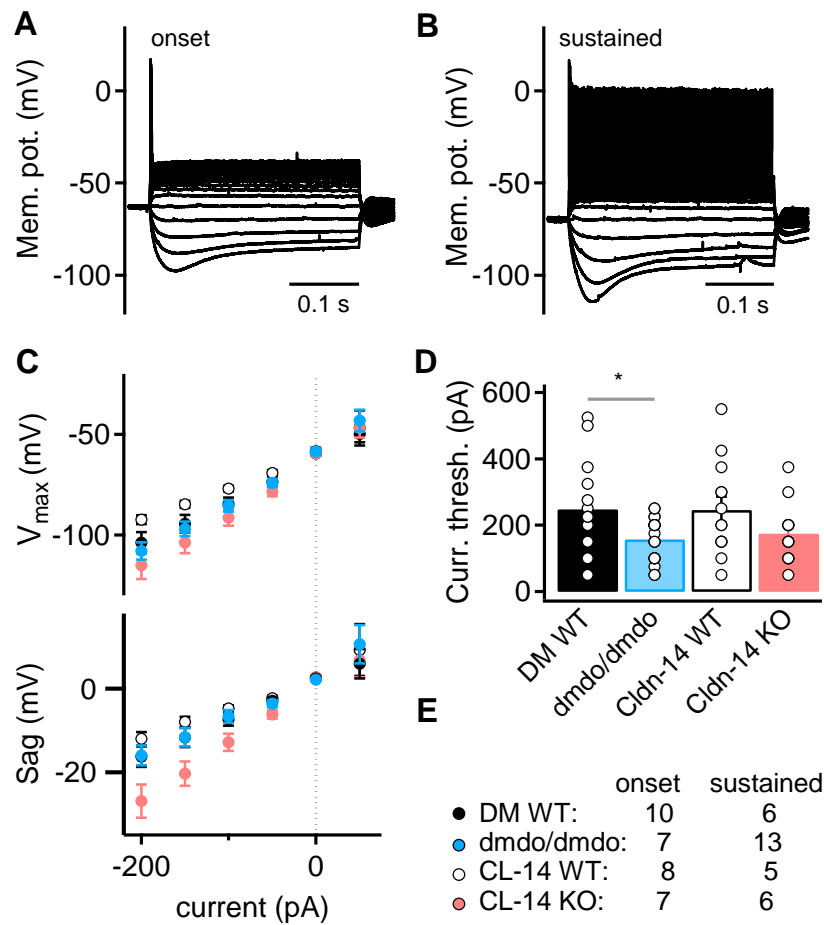 A
onset
Mem. pot. (mV)
0
-50
-100
0.1 s
B
sustained
Mem. pot. (mV)
0
-50
-100
0.1 s
C
Vmax (mV)
-50
-100
Sag (mV)
0
-20
-200
0
current (pA)
D
*
Curr. thresh. (pA)
600
400
200
0
DM WT
dmdo/dmdo
Cldn-14 WT
Cldn-14 KO
E
onset sustained
DM WT: 10 6
dmdo/dmdo: 7 13
CL-14 WT: 8 5
CL-14 KO: 7 6